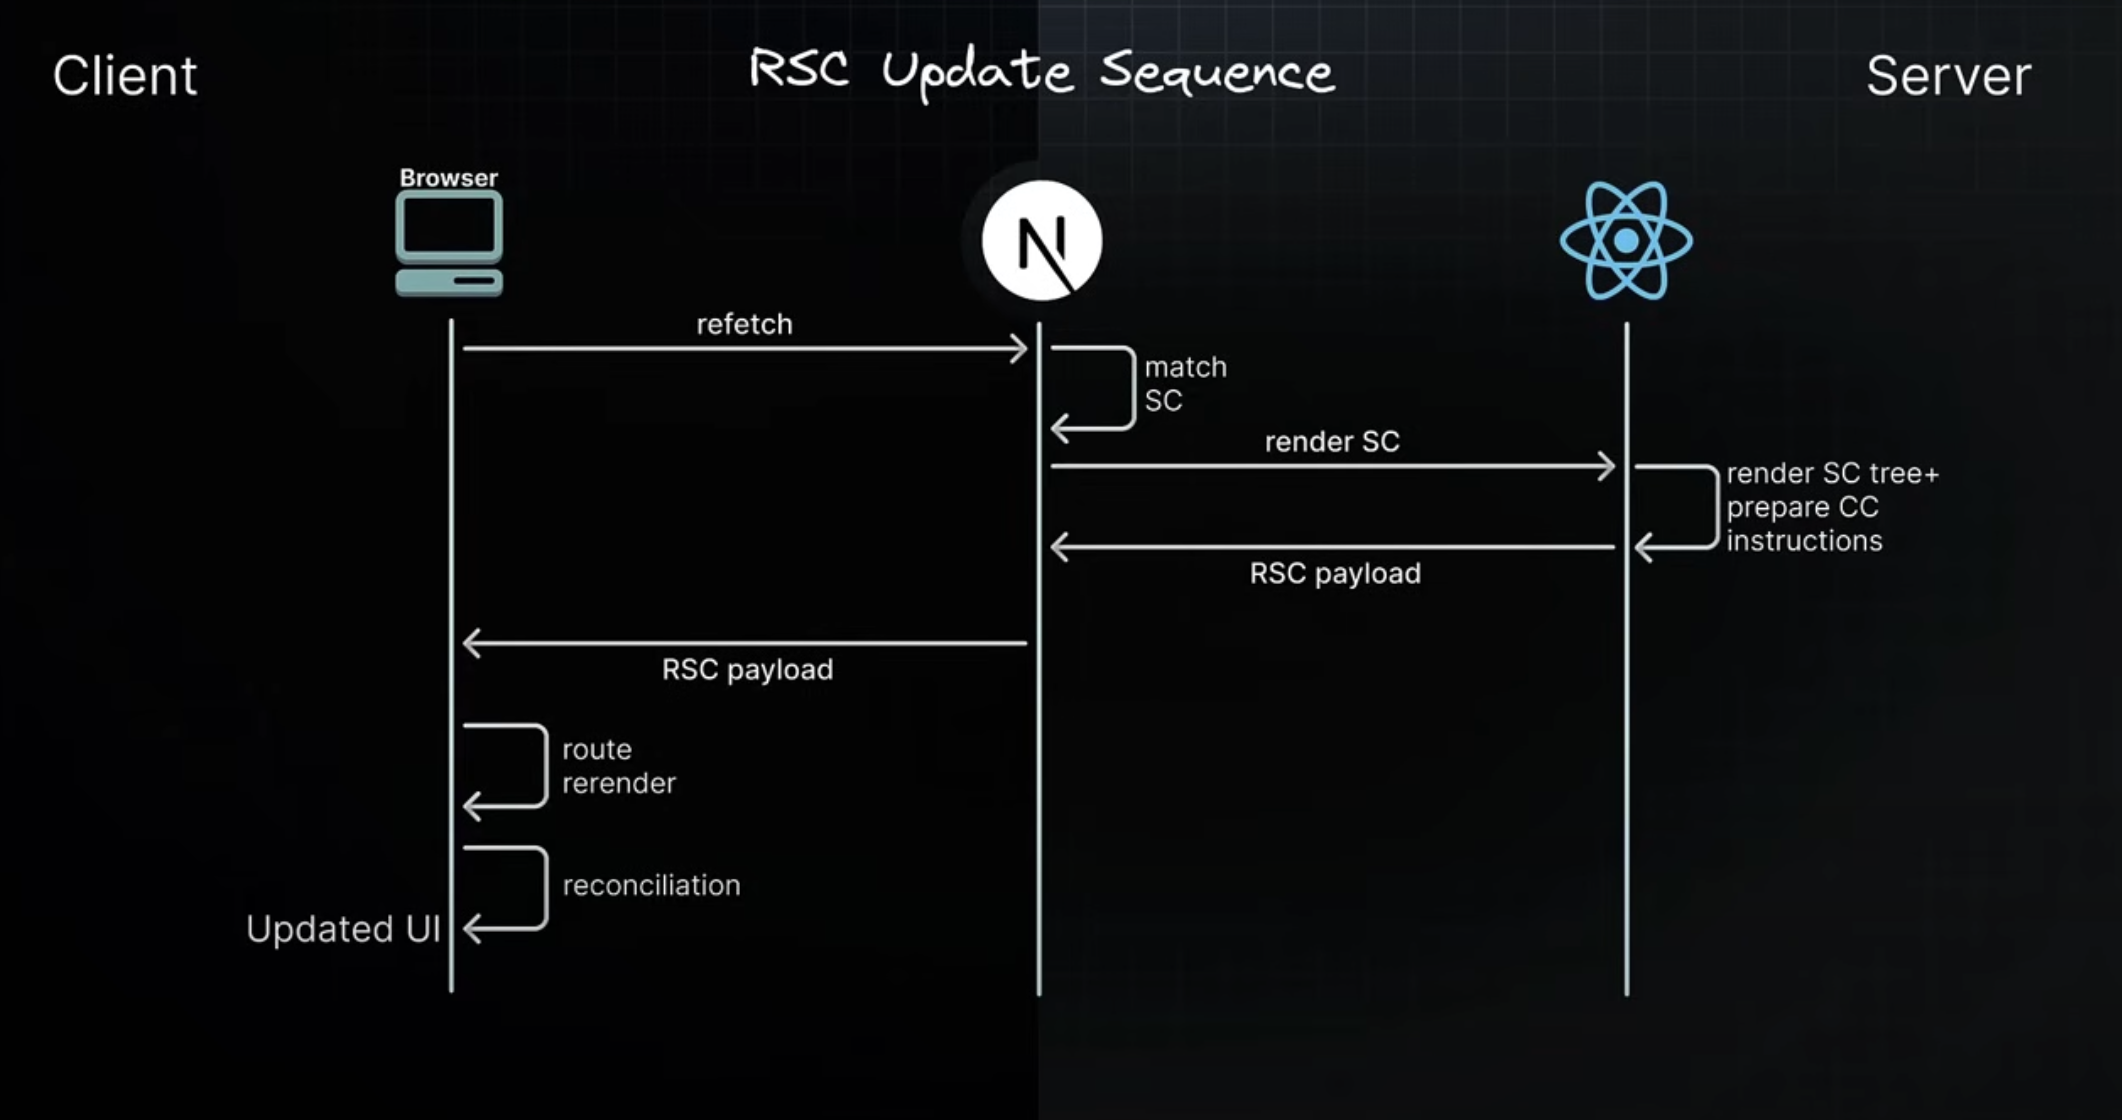 Client
RSC Update Sequence
Server
Browser
refetch
match
SC
render SC
render SC tree+
prepare CC
instructions
RSC payload
RSC payload
route
rerender
reconciliation
Updated UI